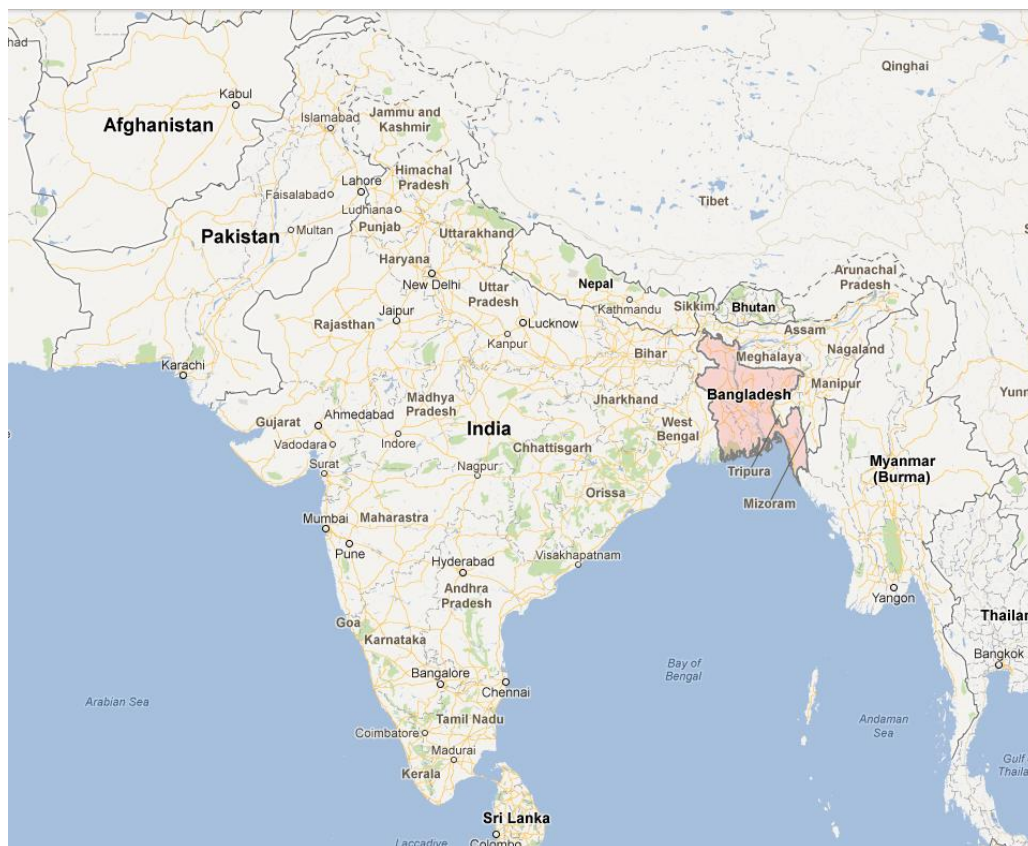 had
Qinghai
Kabul
Afghanistan
Islamabad
Jammu and
Kashmir
Himachal
Pradesh
Lahore
Faisalabad
Ludhiana
Tibet
Punjab
Multan
Pakistan
Uttarakhand
Haryana
New Delhi
Arunachal
Pradesh
Nepal
Uttar
Pradesh
Kathmandu
Sikkim
Bhutan
Jaipur
Rajasthan
Lucknow
Kanpur
Assam
Bihar
Meghalaya
Nagaland
Karachi
Manipur
Yunn
Madhya
Pradesh
Jharkhand
Bangladesh
Gujarat
Ahmedabad
India
West
Bengal
Vadodara
Indore
Chhattisgarh
Surat
Nagpur
Tripura
Myanmar
(Burma)
Orissa
Mizoram
Mumbai
Maharastra
Pune
Visakhapatnam
Hyderabad
Andhra
Pradesh
Yangon
Goa
Thailan
Karnataka
Bangkok
Bay of
Bengal
Bangalore
Chennai
Arabian Sea
Tamil Nadu
Andaman
Sea
Coimbatore
Madurai
Kerala
Gulf of
Thaila
Sri Lanka
Laccadive
Colombo